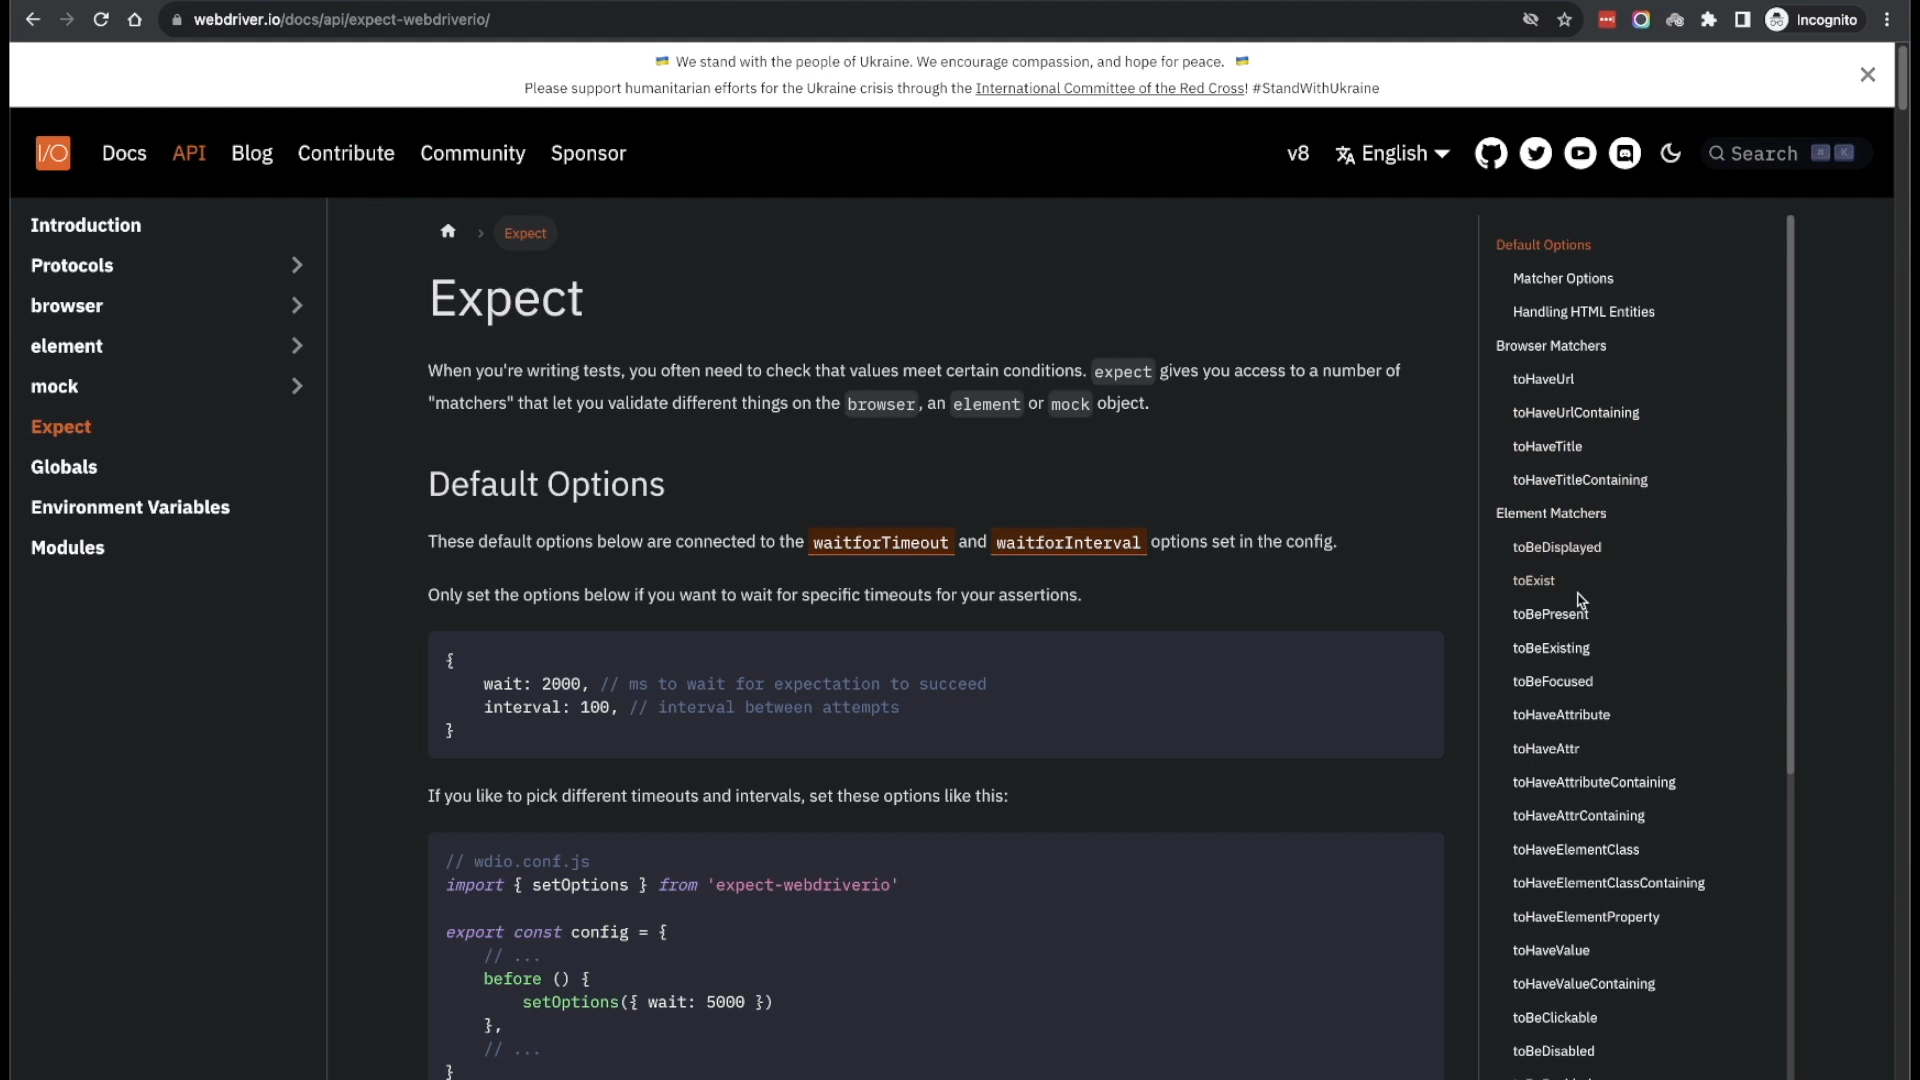 webdriver.io/docs/api/expect-webdriverio/
Incognito
🇺🇦 We stand with the people of Ukraine. We encourage compassion, and hope for peace. 🇺🇦
Please support humanitarian efforts for the Ukraine crisis through the International Committee of the Red Cross! #StandWithUkraine
I/O
Docs
API
Blog
Contribute
Community
Sponsor
v8
English
Search
⌘
K
Introduction
Protocols
browser
element
mock
Expect
Globals
Environment Variables
Modules
Expect
Expect
When you're writing tests, you often need to check that values meet certain conditions. expect gives you access to a number of
"matchers" that let you validate different things on the browser, an element or mock object.
Default Options
These default options below are connected to the waitforTimeout and waitforInterval options set in the config.
Only set the options below if you want to wait for specific timeouts for your assertions.
{
wait: 2000, // ms to wait for expectation to succeed
interval: 100, // interval between attempts
}
If you like to pick different timeouts and intervals, set these options like this:
// wdio.conf.js
import { setOptions } from 'expect-webdriverio'
export const config = {
// ...
before () {
setOptions({ wait: 5000 })
},
// ...
}
Default Options
Matcher Options
Handling HTML Entities
Browser Matchers
toHaveUrl
toHaveUrlContaining
toHaveTitle
toHaveTitleContaining
Element Matchers
toBeDisplayed
toExist
toBePresent
toBeExisting
toBeFocused
toHaveAttribute
toHaveAttr
toHaveAttributeContaining
toHaveAttrContaining
toHaveElementClass
toHaveElementClassContaining
toHaveElementProperty
toHaveValue
toHaveValueContaining
toBeClickable
toBeDisabled